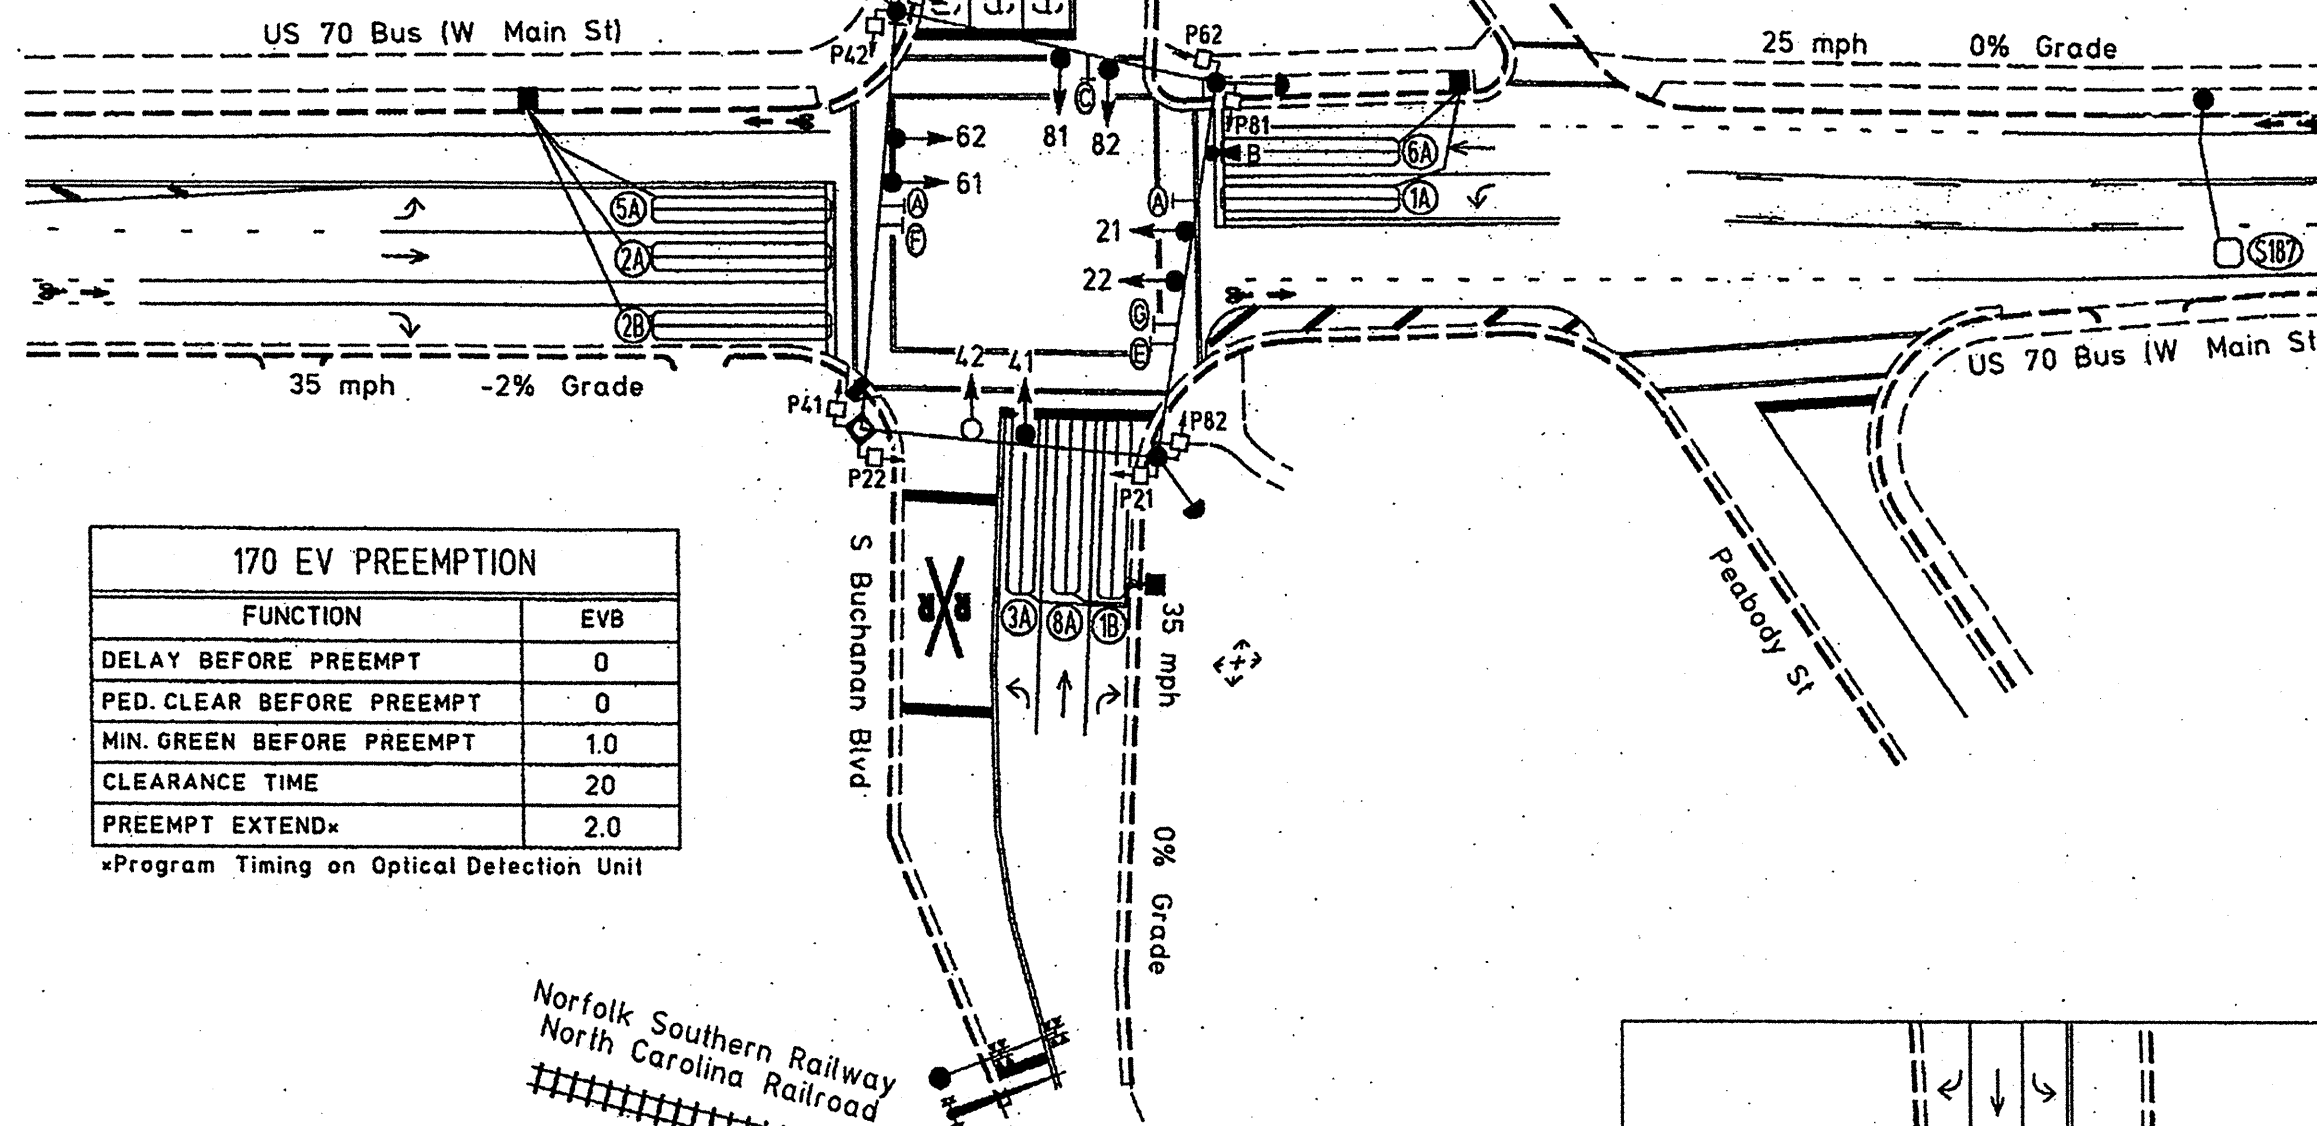 US 70 Bus (W Main St)
P42
P62
25 mph 0% Grade
C
81
82
P81
62
B
6A
61
5A
A
A
1A
F
21
2A
22
S187
G
2B
42
41
E
US 70 Bus (W Main St
35 mph -2% Grade
P41
P82
P22
P21
S Buchanan Blvd
R R
3A
8A
1B
35 mph
0% Grade
Peabody St
170 EV PREEMPTION
FUNCTION EVB
DELAY BEFORE PREEMPT 0
PED. CLEAR BEFORE PREEMPT 0
MIN. GREEN BEFORE PREEMPT 1.0
CLEARANCE TIME 20
PREEMPT EXTEND* 2.0
*Program Timing on Optical Detection Unit
Norfolk Southern Railway
North Carolina Railroad